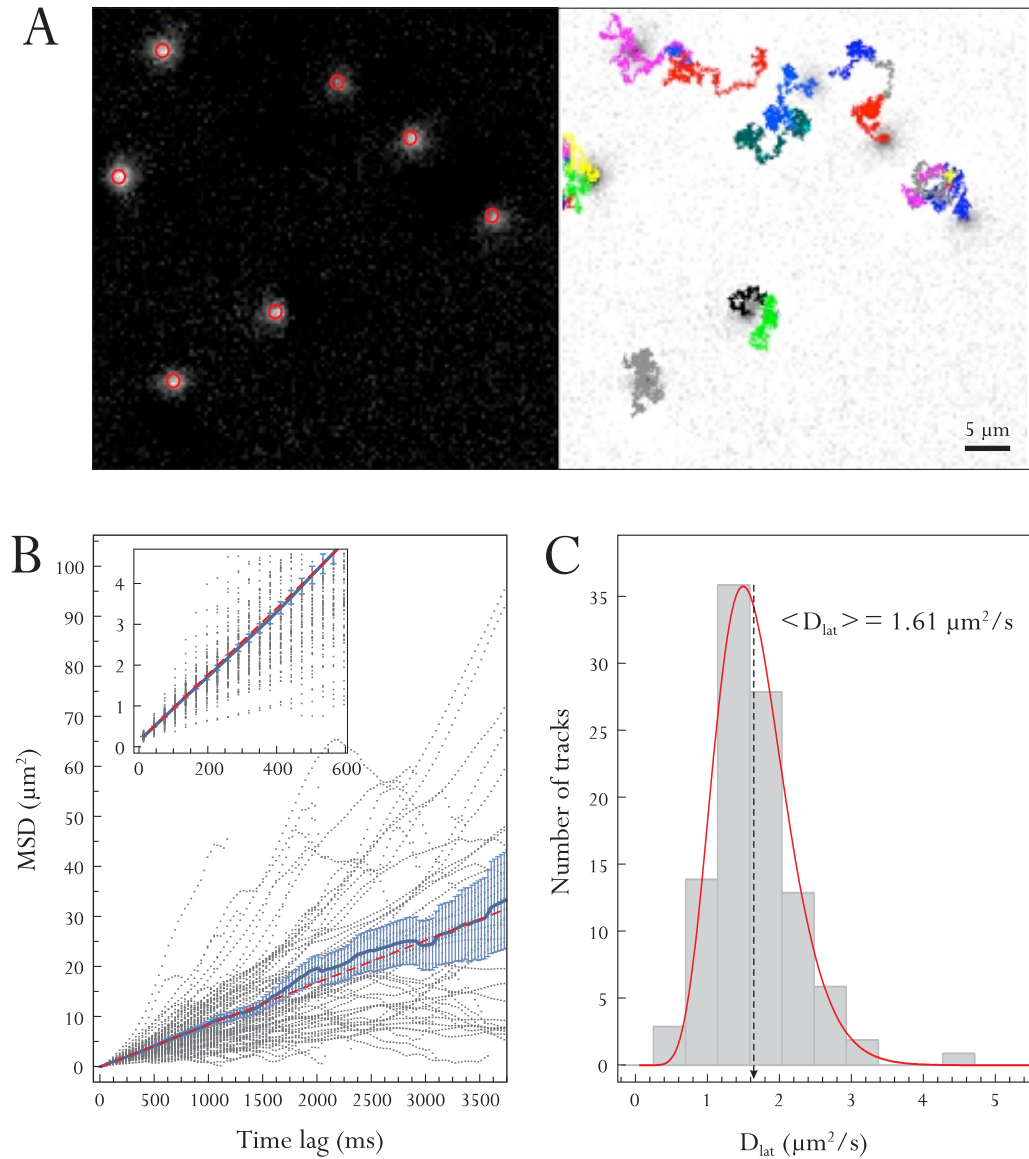 A
5 µm
B
MSD (µm²)
100
90
80
70
60
50
40
30
20
10
0
4
3
2
1
0
0 200 400 600
0 500 1000 1500 2000 2500 3000 3500
Time lag (ms)
C
Number of tracks
35
30
25
20
15
10
5
0
<D_lat> = 1.61 µm²/s
0 1 2 3 4 5
D_lat (µm²/s)